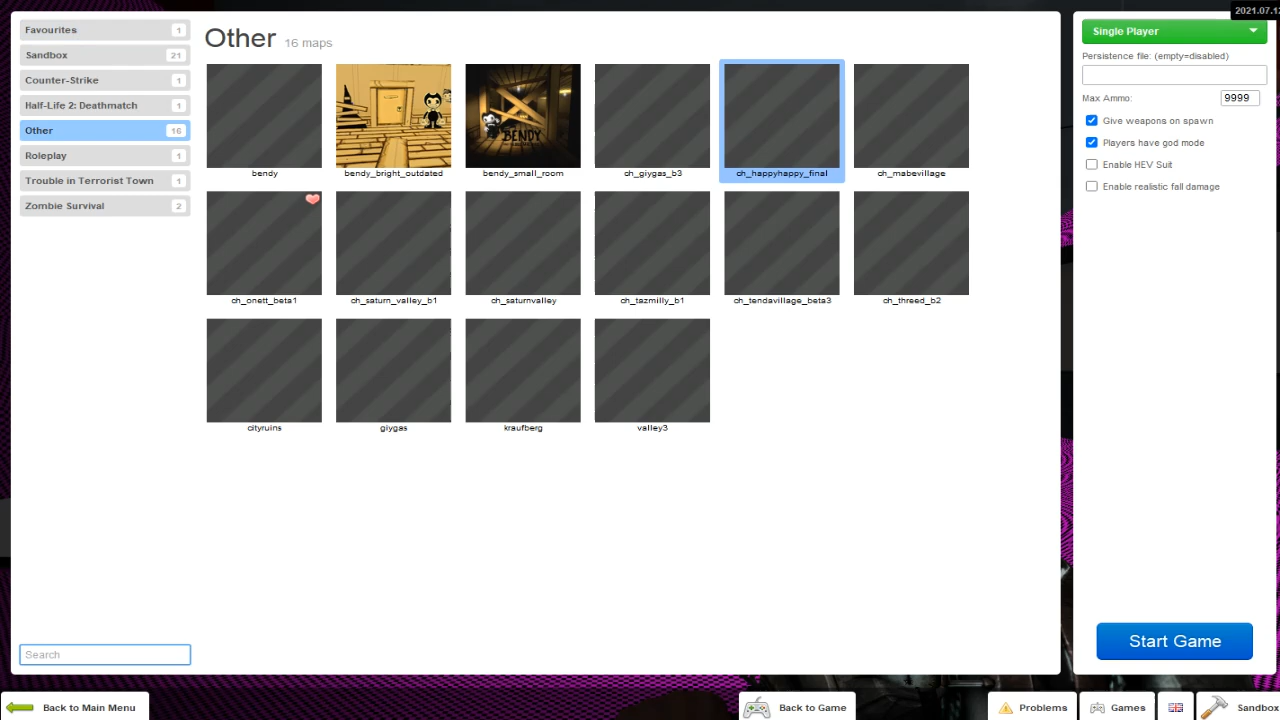 2021.07.12
Favourites 1
Sandbox 21
Counter-Strike 1
Half-Life 2: Deathmatch 1
Other 16
Roleplay 1
Trouble in Terrorist Town 1
Zombie Survival 2
Search
Other 16 maps
BENDY
bendy bendy_bright_outdated bendy_small_room ch_giygas_b3 ch_happyhappy_final ch_mabevillage
ch_onett_beta1 ch_saturn_valley_b1 ch_saturnvalley ch_tazmilly_b1 ch_tendavillage_beta3 ch_threed_b2
cityruins giygas kraufberg valley3
Single Player
Persistence file: (empty=disabled)
Max Ammo: 9999
Give weapons on spawn
Players have god mode
Enable HEV Suit
Enable realistic fall damage
Start Game
Back to Main Menu Back to Game Problems Games Sandbox